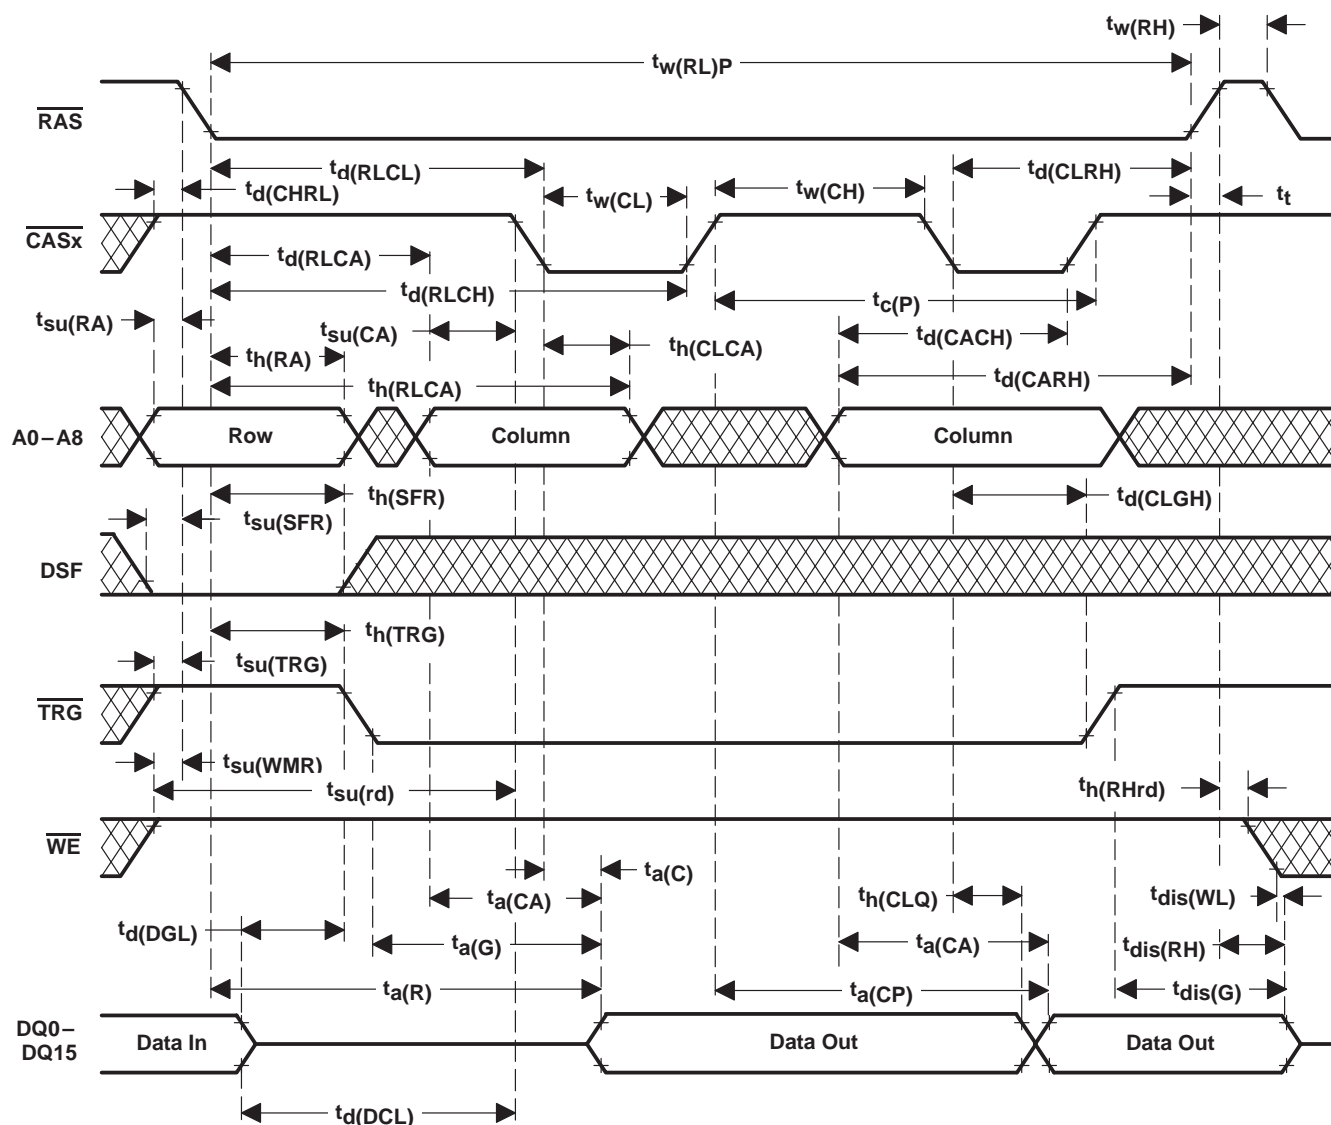 tw(RH)
tw(RL)P
RAS
td(RLCL)
td(CLRH)
td(CHRL)
tw(CL)
tw(CH)
tt
CASx
td(RLCA)
td(RLCH)
tc(P)
tsu(RA)
tsu(CA)
td(CACH)
th(RA)
th(CLCA)
th(RLCA)
td(CARH)
A0–A8
Row
Column
Column
th(SFR)
td(CLGH)
tsu(SFR)
DSF
th(TRG)
tsu(TRG)
TRG
tsu(WMR)
tsu(rd)
th(RHrd)
WE
ta(C)
ta(CA)
th(CLQ)
tdis(WL)
td(DGL)
ta(G)
ta(CA)
tdis(RH)
ta(R)
ta(CP)
tdis(G)
DQ0–
DQ15
Data In
Data Out
Data Out
td(DCL)